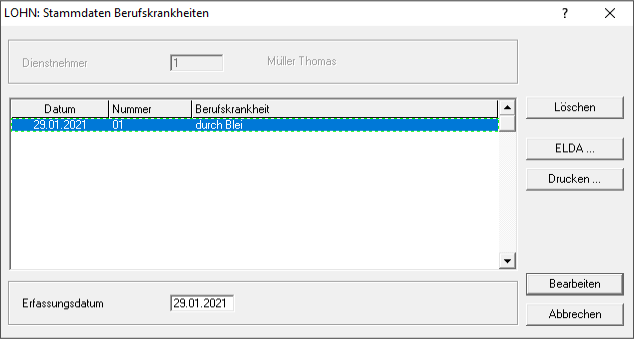 LOHN: Stammdaten Berufskrankheiten ?
Dienstnehmer 1 Müller Thomas
Datum Nummer Berufskrankheit
29.01.2021 01 durch Blei
Löschen
ELDA ...
Drucken ...
Bearbeiten
Erfassungsdatum 29.01.2021
Abbrechen